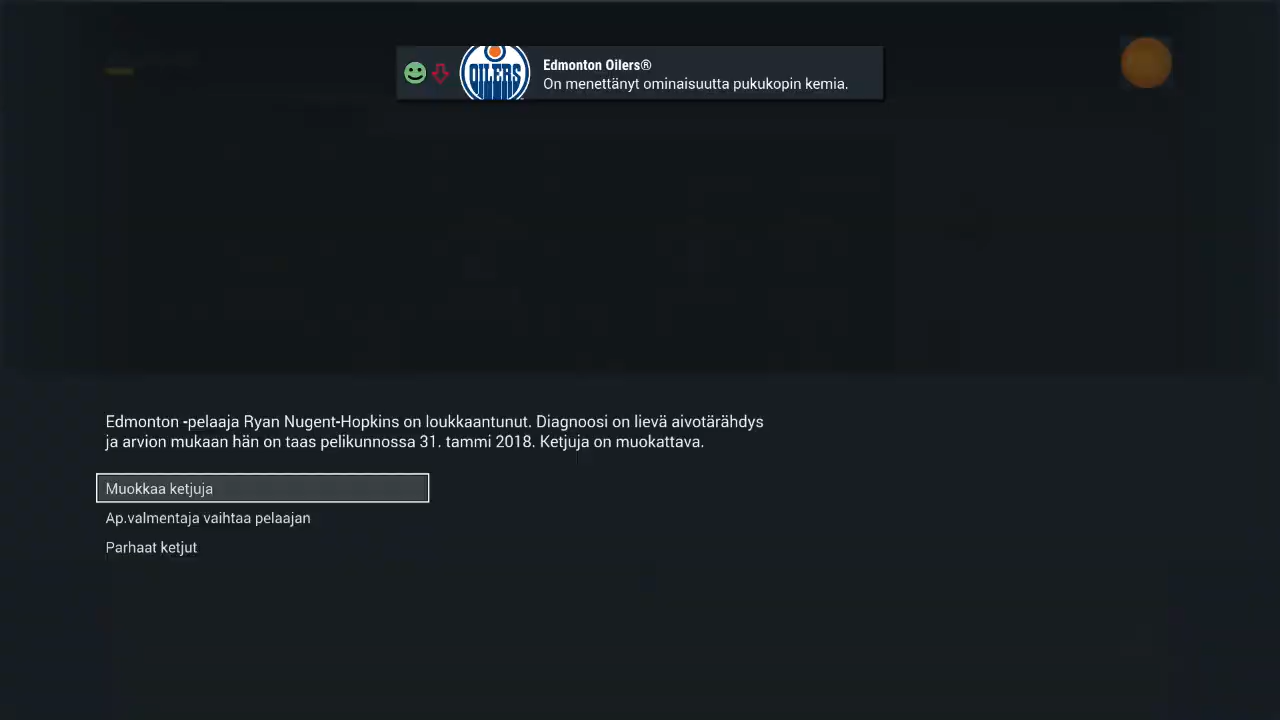 OILERS
Edmonton Oilers®
On menettänyt ominaisuutta pukukopin kemia.
Edmonton -pelaaja Ryan Nugent-Hopkins on loukkaantunut. Diagnoosi on lievä aivotärähdys
ja arvion mukaan hän on taas pelikunnossa 31. tammi 2018. Ketjuja on muokattava.
Muokkaa ketjuja
Ap.valmentaja vaihtaa pelaajan
Parhaat ketjut